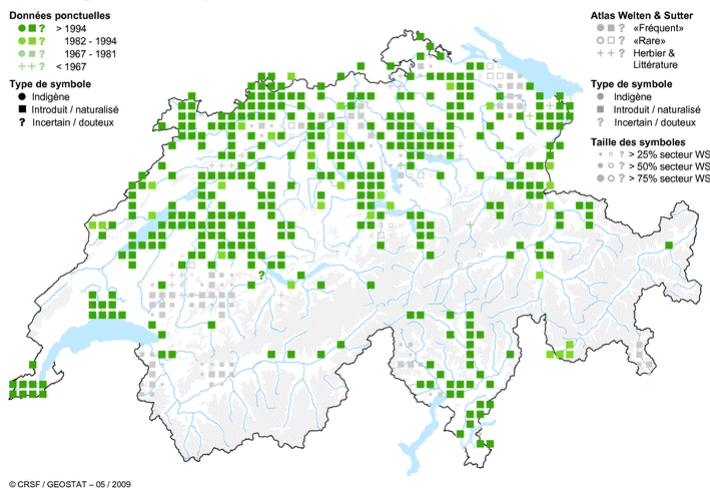 Données ponctuelles
? > 1994
? 1982 - 1994
? 1967 - 1981
++? < 1967
Type de symbole
Indigène
Introduit / naturalisé
? Incertain / douteux
?
Atlas Welten & Sutter
? «Fréquent»
? «Rare»
++? Herbier &
Littérature
Type de symbole
Indigène
Introduit / naturalisé
? Incertain / douteux
Taille des symboles
? > 25% secteur WS
? > 50% secteur WS
? > 75% secteur WS
© CRSF / GEOSTAT – 05 / 2009